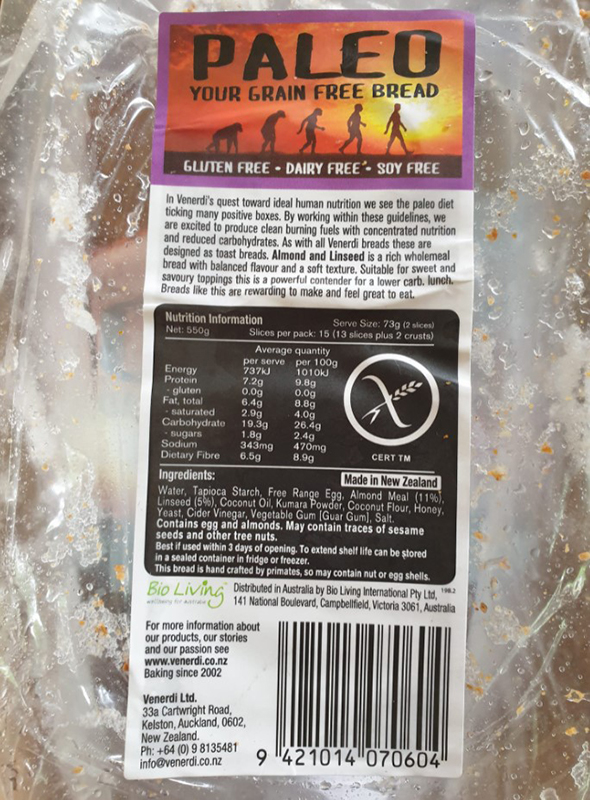 PALEO
YOUR GRAIN FREE BREAD
GLUTEN FREE - DAIRY FREE - SOY FREE
In Venerdi's quest toward ideal human nutrition we see the paleo diet
ticking many positive boxes. By working within these guidelines, we
are excited to produce clean burning fuels with concentrated nutrition
and reduced carbohydrates. As with all Venerdi breads these are
designed as toast breads. Almond and Linseed is a rich wholemeal
bread with balanced flavour and a soft texture. Suitable for sweet and
savoury toppings this is a powerful contender for a lower carb. lunch.
Breads like this are rewarding to make and feel great to eat.
Nutrition Information Serve Size: 73g (2 slices)
Net: 550g Slices per pack: 15 (13 slices plus 2 crusts)
Average quantity
per serve per 100g
Energy 737kJ 1010kJ
Protein 7.2g 9.8g
- gluten 0.0g 0.0g
Fat, total 6.4g 8.8g
- saturated 2.9g 4.0g
Carbohydrate 19.3g 26.4g
- sugars 1.8g 2.4g
Sodium 343mg 470mg
Dietary Fibre 6.5g 8.9g
CERT TM
Ingredients: Made in New Zealand
Water, Tapioca Starch, Free Range Egg, Almond Meal (11%),
Linseed (5%), Coconut Oil, Kumara Powder, Coconut Flour, Honey,
Yeast, Cider Vinegar, Vegetable Gum [Guar Gum], Salt.
Contains egg and almonds. May contain traces of sesame
seeds and other tree nuts.
Best if used within 3 days of opening. To extend shelf life can be stored
in a sealed container in fridge or freezer.
This bread is hand crafted by primates, so may contain nut or egg shells.
Bio Living
wellbeing for Australia
Distributed in Australia by Bio Living International Pty Ltd, 198.2
141 National Boulevard, Campbellfield, Victoria 3061, Australia
For more information about
our products, our stories
and our passion see
www.venerdi.co.nz
Baking since 2002
Venerdi Ltd.
33a Cartwright Road,
Kelston, Auckland, 0602,
New Zealand.
Ph: +64 (0) 9 8135481
info@venerdi.co.nz
9 421014 070604